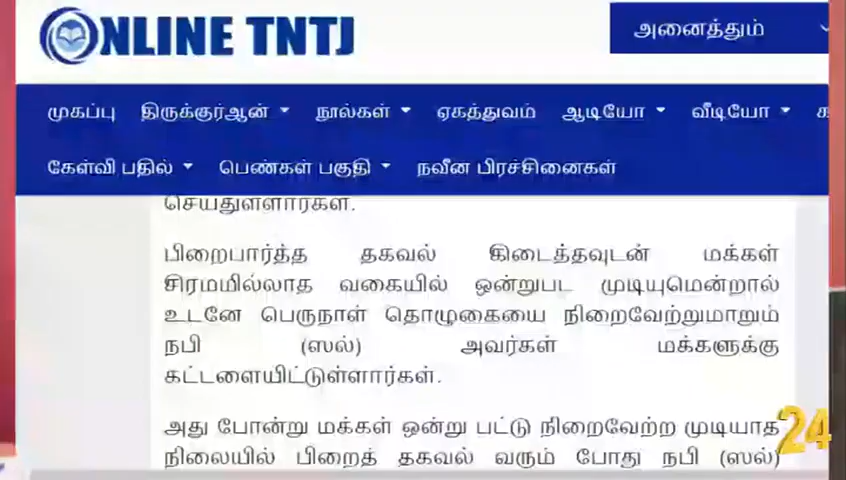 ONLINE TNTJ
அனைத்தும்
முகப்பு திருக்குர்ஆன் நூல்கள் ஏகத்துவம் ஆடியோ வீடியோ
கேள்வி பதில் பெண்கள் பகுதி நவீன பிரச்சினைகள்
செய்துள்ளார்கள்.
பிறைபார்த்த தகவல் கிடைத்தவுடன் மக்கள்
சிரமமில்லாத வகையில் ஒன்றுபட முடியுமென்றால்
உடனே பெருநாள் தொழுகையை நிறைவேற்றுமாறும்
நபி (ஸல்) அவர்கள் மக்களுக்கு
கட்டளையிட்டுள்ளார்கள்.
அது போன்று மக்கள் ஒன்று பட்டு நிறைவேற்ற முடியாத
நிலையில் பிறைத் தகவல் வரும் போது நபி (ஸல்)
24